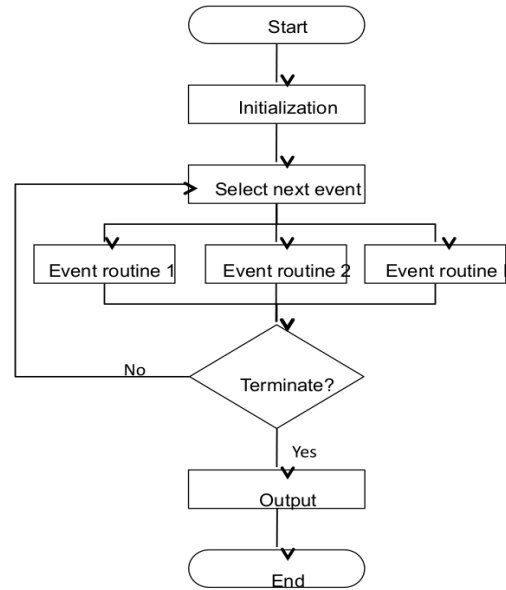 Start
Initialization
Select next event
Event routine 1
Event routine 2
Event routine
No
Terminate?
Yes
Output
End